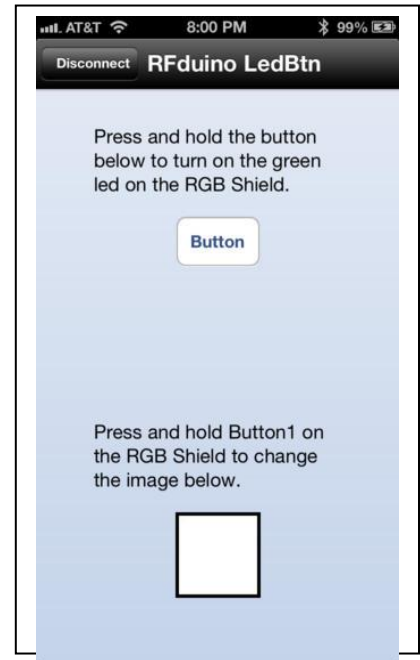 AT&T 8:00 PM 99%
Disconnect RFduino LedBtn
Press and hold the button
below to turn on the green
led on the RGB Shield.
Button
Press and hold Button1 on
the RGB Shield to change
the image below.